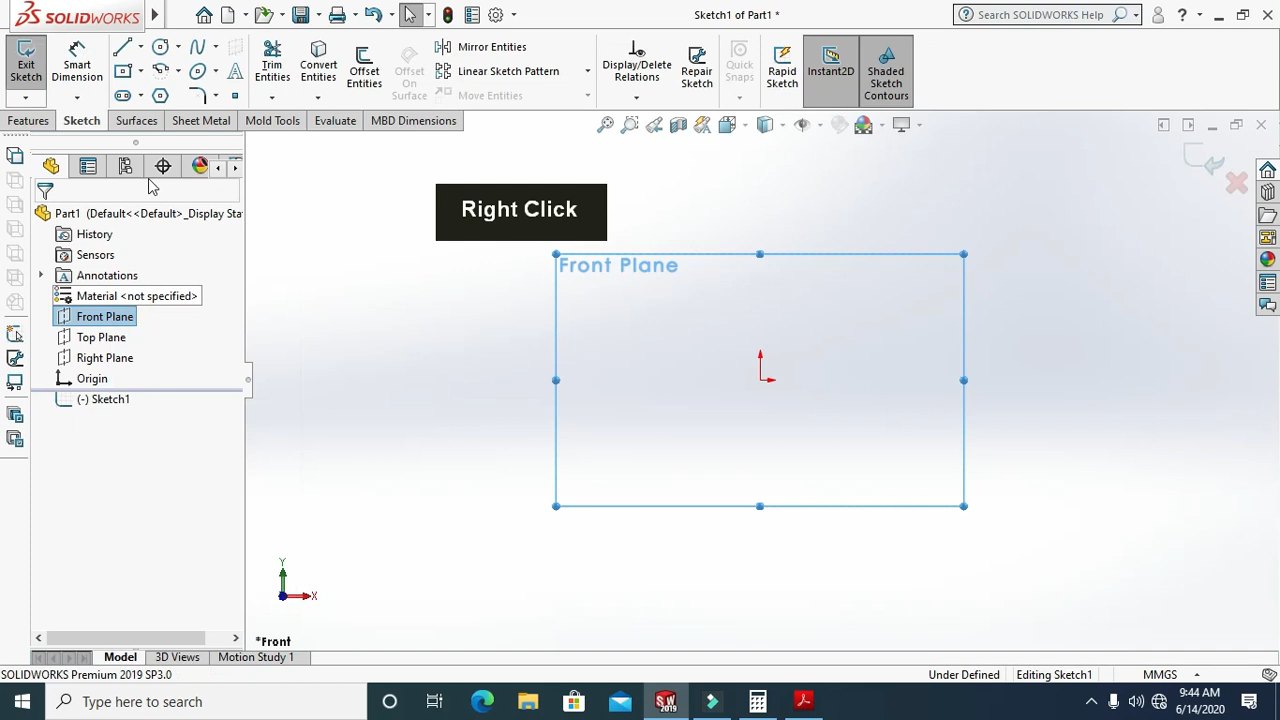 SOLIDWORKS
Sketch1 of Part1 *
Search SOLIDWORKS Help
Exit Sketch
Smart Dimension
Trim Entities
Convert Entities
Offset Entities
Offset On Surface
Mirror Entities
Linear Sketch Pattern
Move Entities
Display/Delete Relations
Repair Sketch
Quick Snaps
Rapid Sketch
Instant2D
Shaded Sketch Contours
Features
Sketch
Surfaces
Sheet Metal
Mold Tools
Evaluate
MBD Dimensions
Part1 (Default<<Default>_Display Sta
History
Sensors
Annotations
Material <not specified>
Front Plane
Top Plane
Right Plane
Origin
(-) Sketch1
Right Click
Front Plane
Y
X
*Front
Model
3D Views
Motion Study 1
SOLIDWORKS Premium 2019 SP3.0
Under Defined
Editing Sketch1
MMGS
Type here to search
SW
2019
9:44 AM
6/14/2020